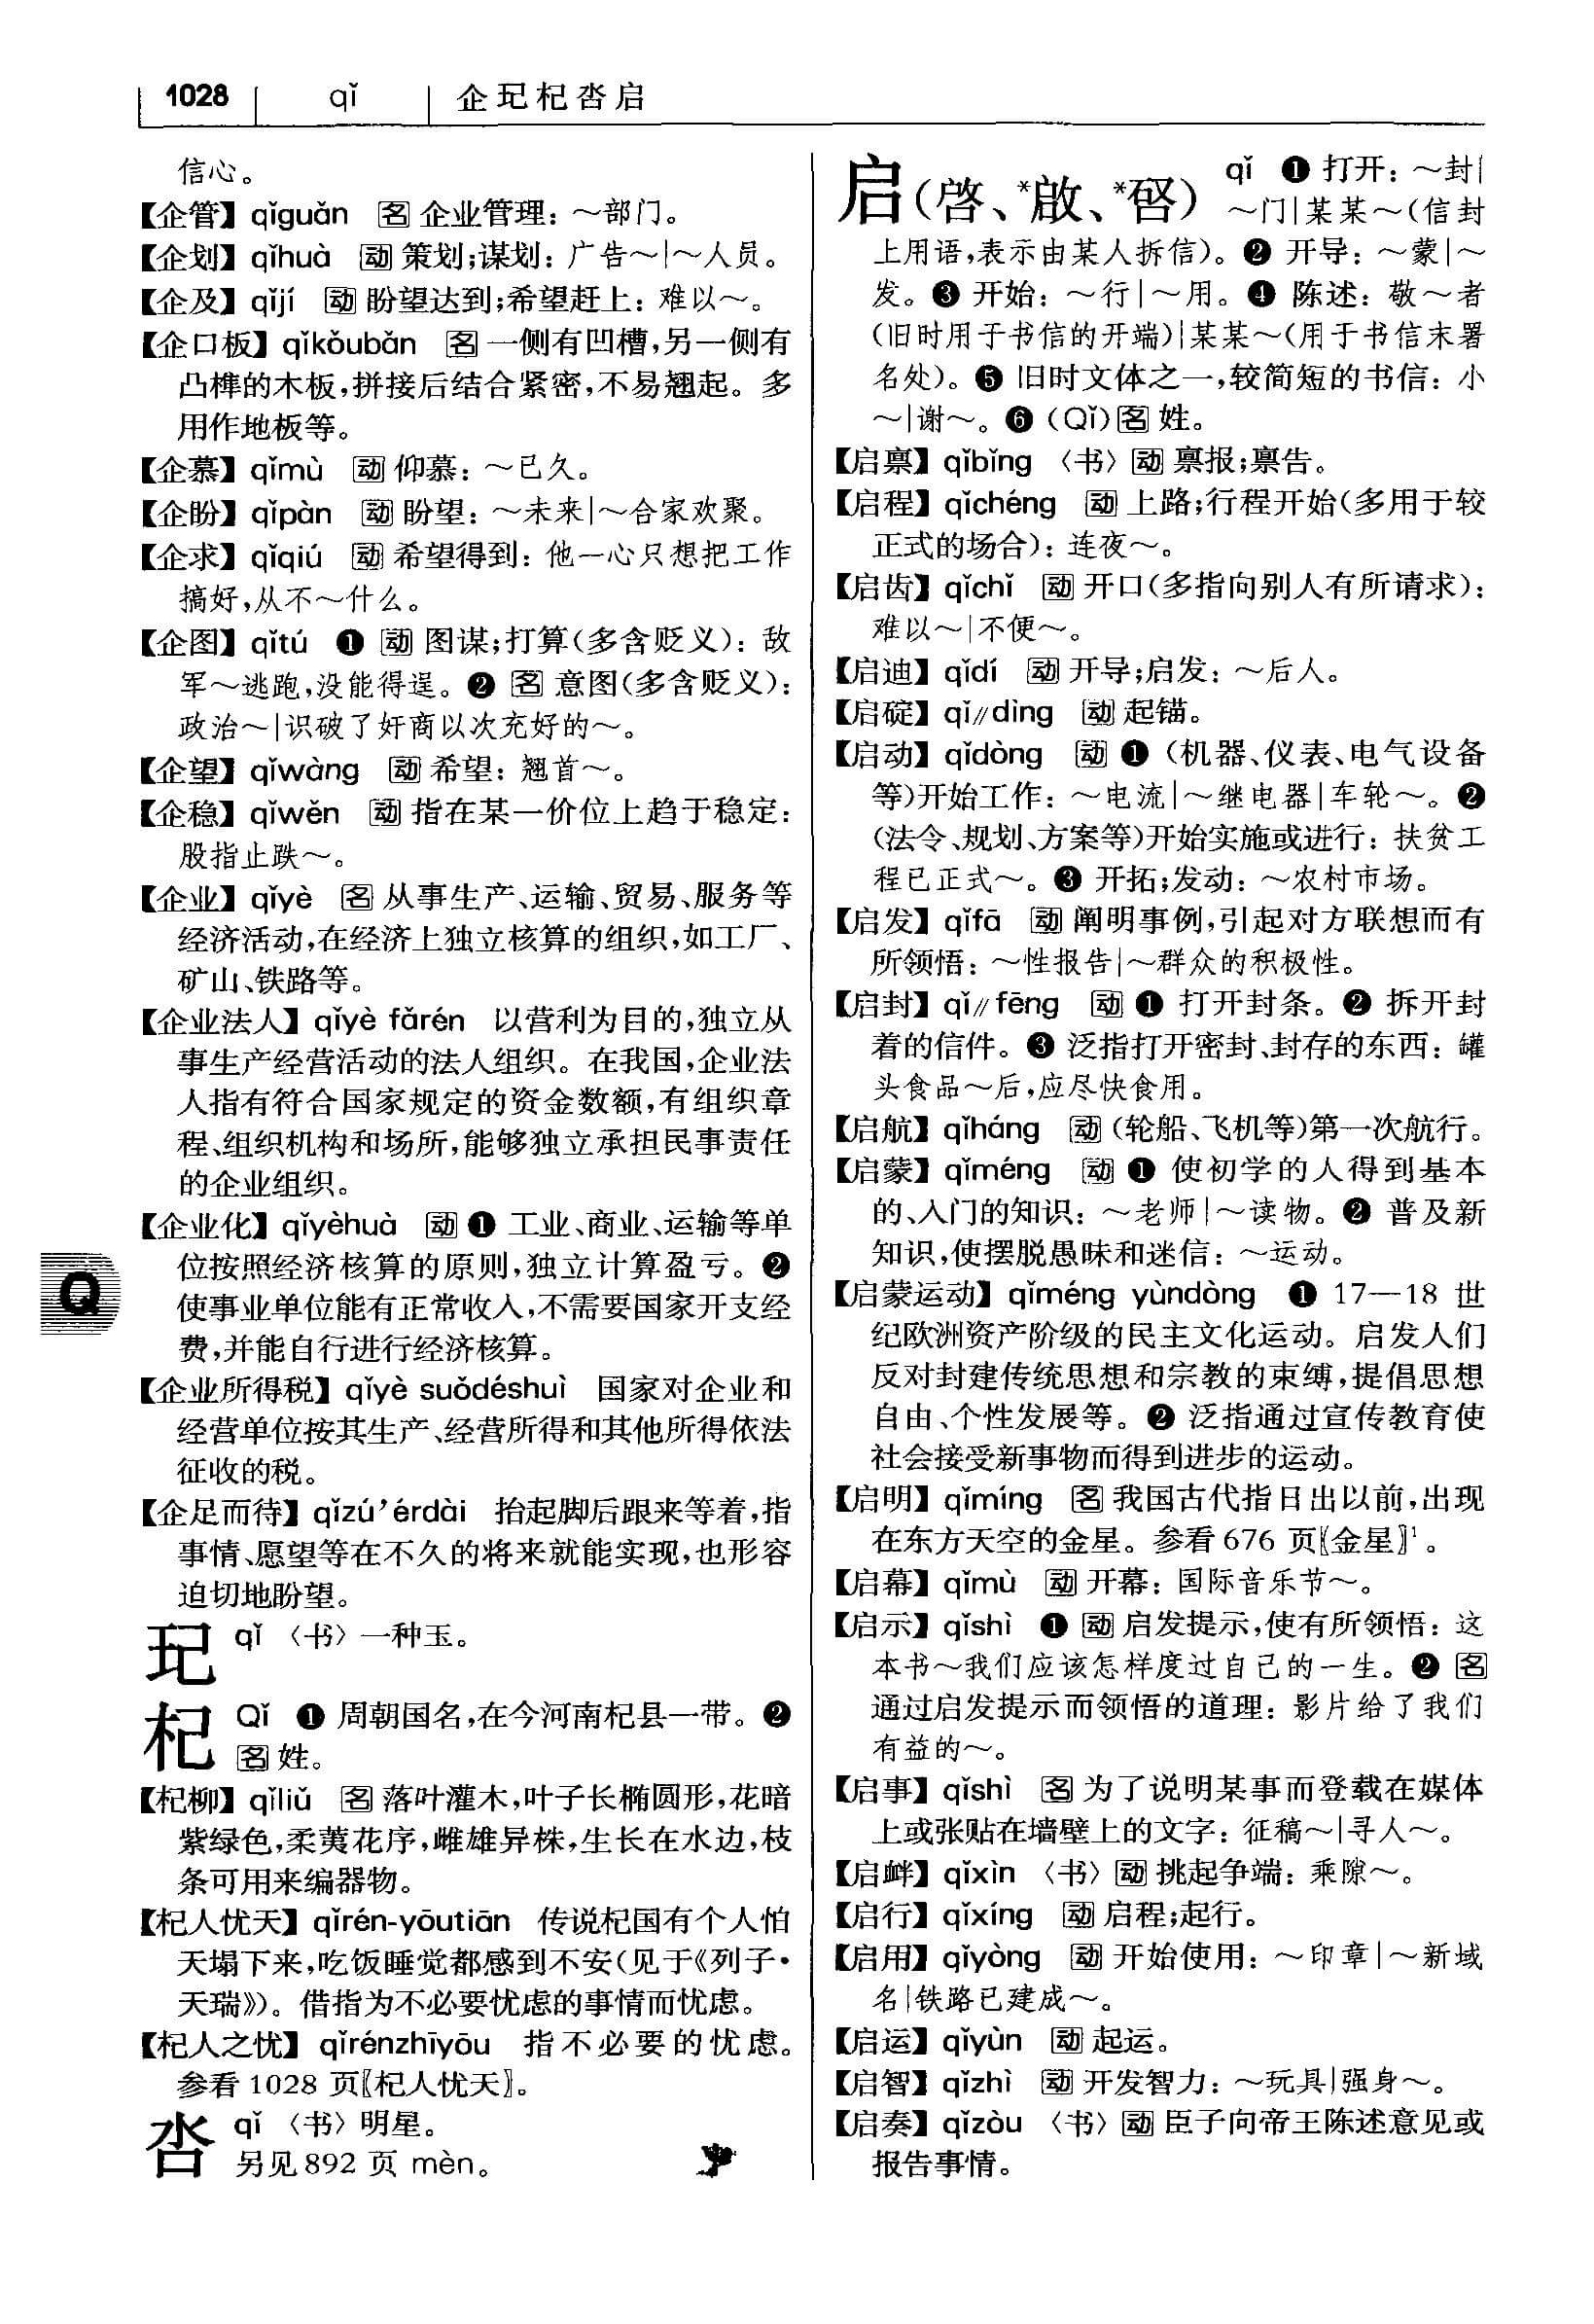 1028 qǐ 企玘杞呇启
信心。
【企管】qǐguǎn 名 企业管理：～部门。
【企划】qǐhuà 动 策划;谋划：广告～|～人员。
【企及】qǐjí 动 盼望达到;希望赶上：难以～。
【企口板】qǐkǒubǎn 名 一侧有凹槽,另一侧有
凸榫的木板,拼接后结合紧密,不易翘起。多
用作地板等。
【企慕】qǐmù 动 仰慕：～已久。
【企盼】qǐpàn 动 盼望：～未来|～合家欢聚。
【企求】qǐqiú 动 希望得到：他一心只想把工作
搞好,从不～什么。
【企图】qǐtú ❶ 动 图谋;打算(多含贬义)：敌
军～逃跑,没能得逞。❷ 名 意图(多含贬义)：
政治～|识破了奸商以次充好的～。
【企望】qǐwàng 动 希望：翘首～。
【企稳】qǐwěn 动 指在某一价位上趋于稳定：
股指止跌～。
【企业】qǐyè 名 从事生产、运输、贸易、服务等
经济活动,在经济上独立核算的组织,如工厂、
矿山、铁路等。
【企业法人】qǐyè fǎrén 以营利为目的,独立从
事生产经营活动的法人组织。在我国,企业法
人指有符合国家规定的资金数额,有组织章
程、组织机构和场所,能够独立承担民事责任
的企业组织。
【企业化】qǐyèhuà 动 ❶ 工业、商业、运输等单
位按照经济核算的原则,独立计算盈亏。❷
使事业单位能有正常收入,不需要国家开支经
费,并能自行进行经济核算。
【企业所得税】qǐyè suǒdéshuì 国家对企业和
经营单位按其生产、经营所得和其他所得依法
征收的税。
【企足而待】qǐzú’érdài 抬起脚后跟来等着,指
事情、愿望等在不久的将来就能实现,也形容
迫切地盼望。
玘 qǐ 〈书〉一种玉。
杞 Qǐ ❶ 周朝国名,在今河南杞县一带。❷
名 姓。
【杞柳】qǐliǔ 名 落叶灌木,叶子长椭圆形,花暗
紫绿色,柔荑花序,雌雄异株,生长在水边,枝
条可用来编器物。
【杞人忧天】qǐrén-yōutiān 传说杞国有个人怕
天塌下来,吃饭睡觉都感到不安(见于《列子·
天瑞》)。借指为不必要忧虑的事情而忧虑。
【杞人之忧】qǐrénzhīyōu 指不必要的忧虑。
参看1028 页〖杞人忧天〗。
呇 qǐ 〈书〉明星。
另见892 页 mèn。
Q
启(啓、*啟、*唘) qǐ ❶ 打开：～封|
～门|某某～(信封
上用语,表示由某人拆信)。❷ 开导：～蒙|～
发。❸ 开始：～行|～用。❹ 陈述：敬～者
(旧时用于书信的开端)|某某～(用于书信末署
名处)。❺ 旧时文体之一,较简短的书信：小
～|谢～。❻ (Qǐ)名 姓。
【启禀】qǐbǐng 〈书〉动 禀报;禀告。
【启程】qǐchéng 动 上路;行程开始(多用于较
正式的场合)：连夜～。
【启齿】qǐchǐ 动 开口(多指向别人有所请求)：
难以～|不便～。
【启迪】qǐdí 动 开导;启发：～后人。
【启碇】qǐ//dìng 动 起锚。
【启动】qǐdòng 动 ❶ (机器、仪表、电气设备
等)开始工作：～电流|～继电器|车轮～。❷
(法令、规划、方案等)开始实施或进行：扶贫工
程已正式～。❸ 开拓;发动：～农村市场。
【启发】qǐfā 动 阐明事例,引起对方联想而有
所领悟：～性报告|～群众的积极性。
【启封】qǐ//fēng 动 ❶ 打开封条。❷ 拆开封
着的信件。❸ 泛指打开密封、封存的东西：罐
头食品～后,应尽快食用。
【启航】qǐháng 动 (轮船、飞机等)第一次航行。
【启蒙】qǐméng 动 ❶ 使初学的人得到基本
的、入门的知识：～老师|～读物。❷ 普及新
知识,使摆脱愚昧和迷信：～运动。
【启蒙运动】qǐméng yùndòng ❶ 17—18 世
纪欧洲资产阶级的民主文化运动。启发人们
反对封建传统思想和宗教的束缚,提倡思想
自由、个性发展等。❷ 泛指通过宣传教育使
社会接受新事物而得到进步的运动。
【启明】qǐmíng 名 我国古代指日出以前,出现
在东方天空的金星。参看676 页〖金星〗¹。
【启幕】qǐmù 动 开幕：国际音乐节～。
【启示】qǐshì ❶ 动 启发提示,使有所领悟：这
本书～我们应该怎样度过自己的一生。❷ 名
通过启发提示而领悟的道理：影片给了我们
有益的～。
【启事】qǐshì 名 为了说明某事而登载在媒体
上或张贴在墙壁上的文字：征稿～|寻人～。
【启衅】qǐxìn 〈书〉动 挑起争端：乘隙～。
【启行】qǐxíng 动 启程;起行。
【启用】qǐyòng 动 开始使用：～印章|～新域
名|铁路已建成～。
【启运】qǐyùn 动 起运。
【启智】qǐzhì 动 开发智力：～玩具|强身～。
【启奏】qǐzòu 〈书〉动 臣子向帝王陈述意见或
报告事情。